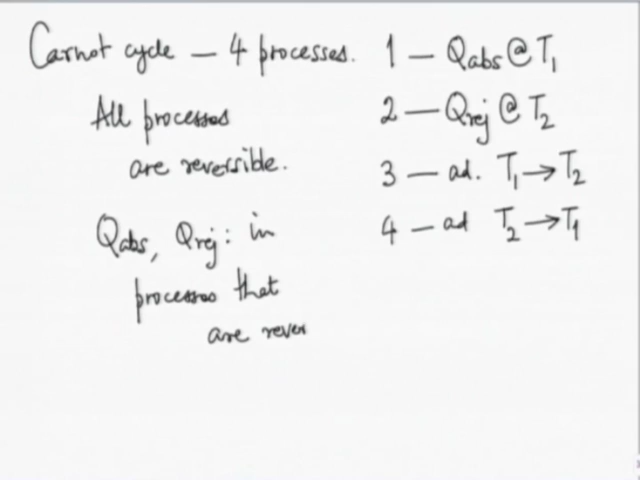 Carnot cycle — 4 processes.
All processes
are reversible.
Qabs, Qrej: in
processes that
are rever
1 — Qabs @ T1
2 — Qrej @ T2
3 — ad. T1 → T2
4 — ad T2 → T1